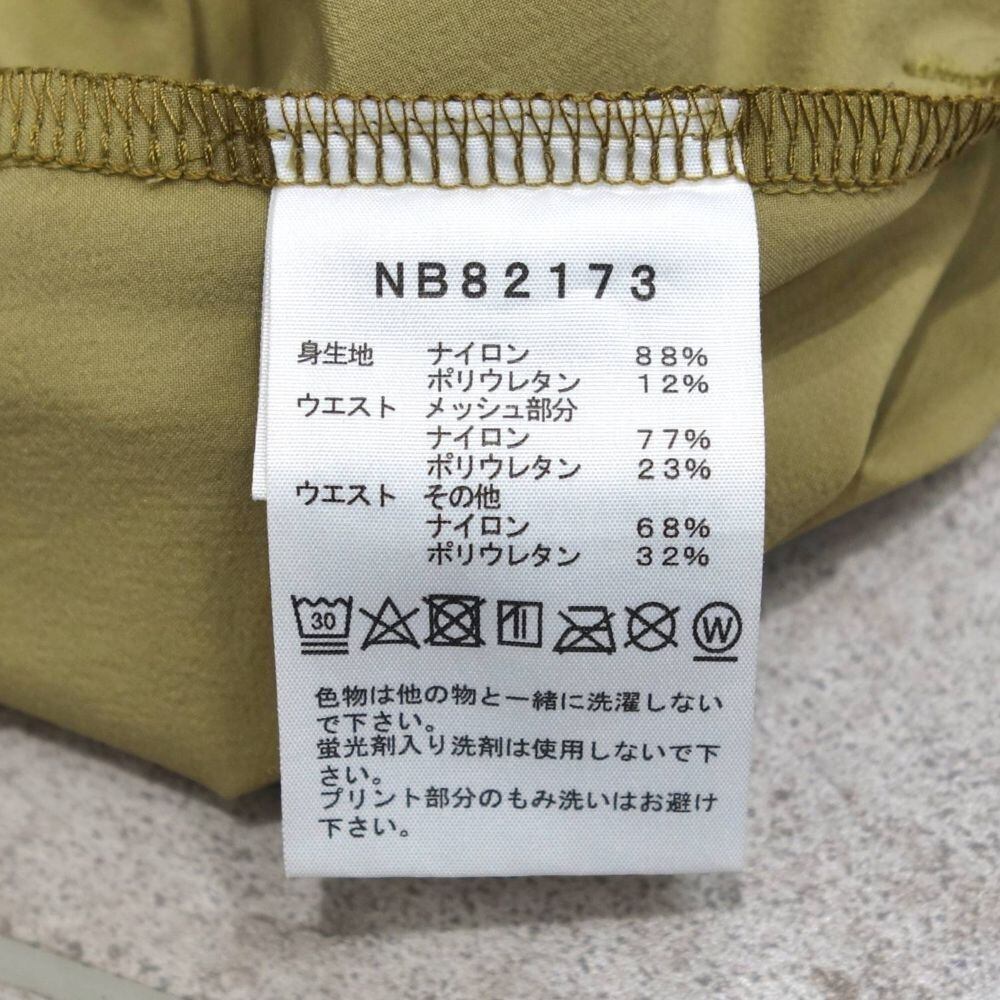 NB82173
身生地 ナイロン 88%
ポリウレタン 12%
ウエスト メッシュ部分
ナイロン 77%
ポリウレタン 23%
ウエスト その他
ナイロン 68%
ポリウレタン 32%
30 W
色物は他の物と一緒に洗濯しない
で下さい。
蛍光剤入り洗剤は使用しないで下
さい。
プリント部分のもみ洗いはお避け
下さい。